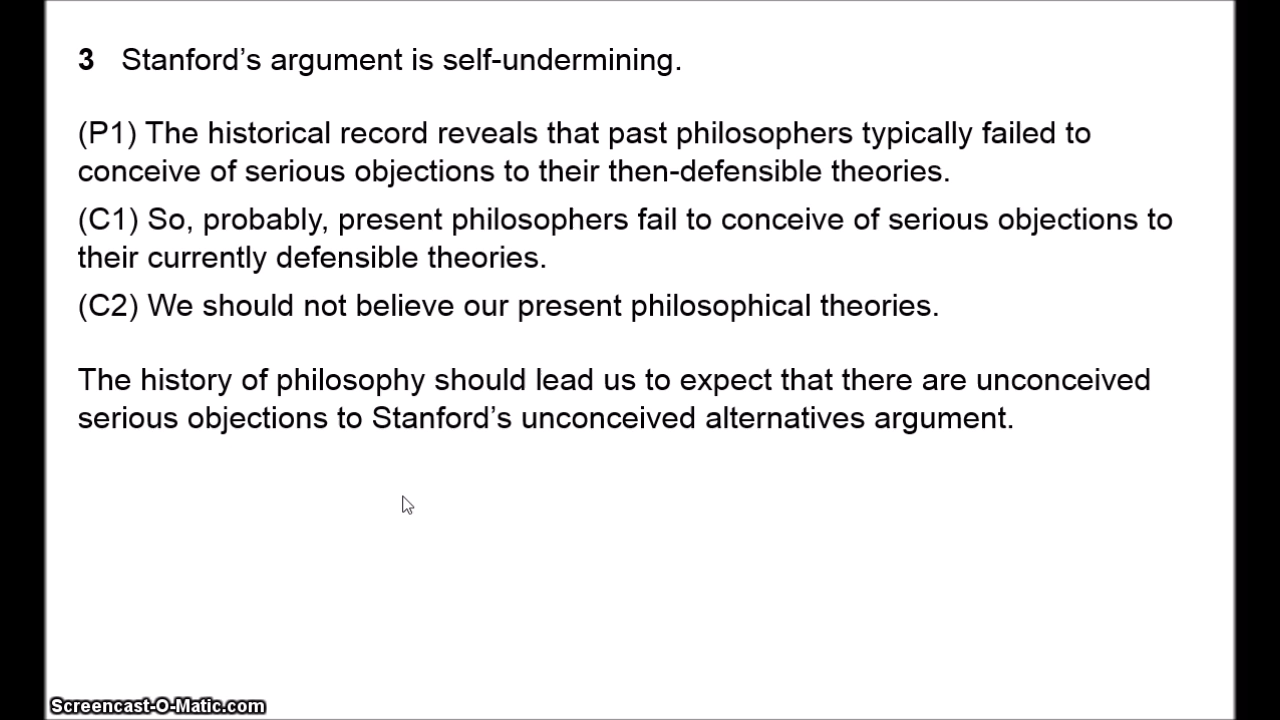 3 Stanford’s argument is self-undermining.
(P1) The historical record reveals that past philosophers typically failed to
conceive of serious objections to their then-defensible theories.
(C1) So, probably, present philosophers fail to conceive of serious objections to
their currently defensible theories.
(C2) We should not believe our present philosophical theories.
The history of philosophy should lead us to expect that there are unconceived
serious objections to Stanford’s unconceived alternatives argument.
Screencast-O-Matic.com